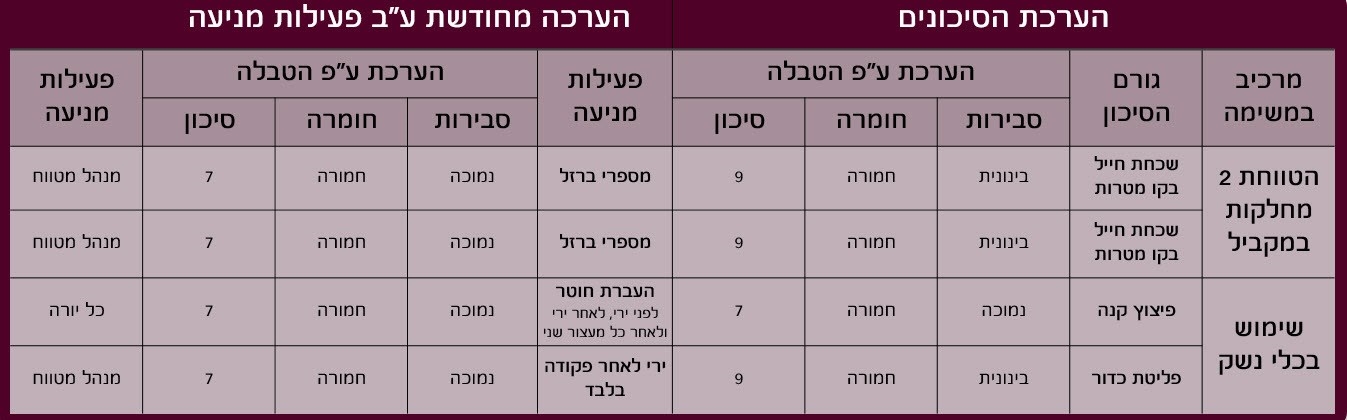 הערכת הסיכונים
הערכה מחודשת ע"ב פעילות מניעה
מרכיב
במשימה
גורם
הסיכון
הערכת ע"פ הטבלה
פעילות
מניעה
הערכת ע"פ הטבלה
פעילות
מניעה
סבירות
חומרה
סיכון
סבירות
חומרה
סיכון
הטווחת 2
מחלקות
במקביל
שכחת חייל
בקו מטרות
בינונית
חמורה
9
מספרי ברזל
נמוכה
חמורה
7
מנהל מטווח
שכחת חייל
בקו מטרות
בינונית
חמורה
9
מספרי ברזל
נמוכה
חמורה
7
מנהל מטווח
שימוש
בכלי נשק
פיצוץ קנה
נמוכה
חמורה
7
העברת חוטר
לפני ירי, לאחר ירי
ולאחר כל מעצור שני
נמוכה
חמורה
7
כל יורה
פליטת כדור
בינונית
חמורה
9
ירי לאחר פקודה
בלבד
נמוכה
חמורה
7
מנהל מטווח